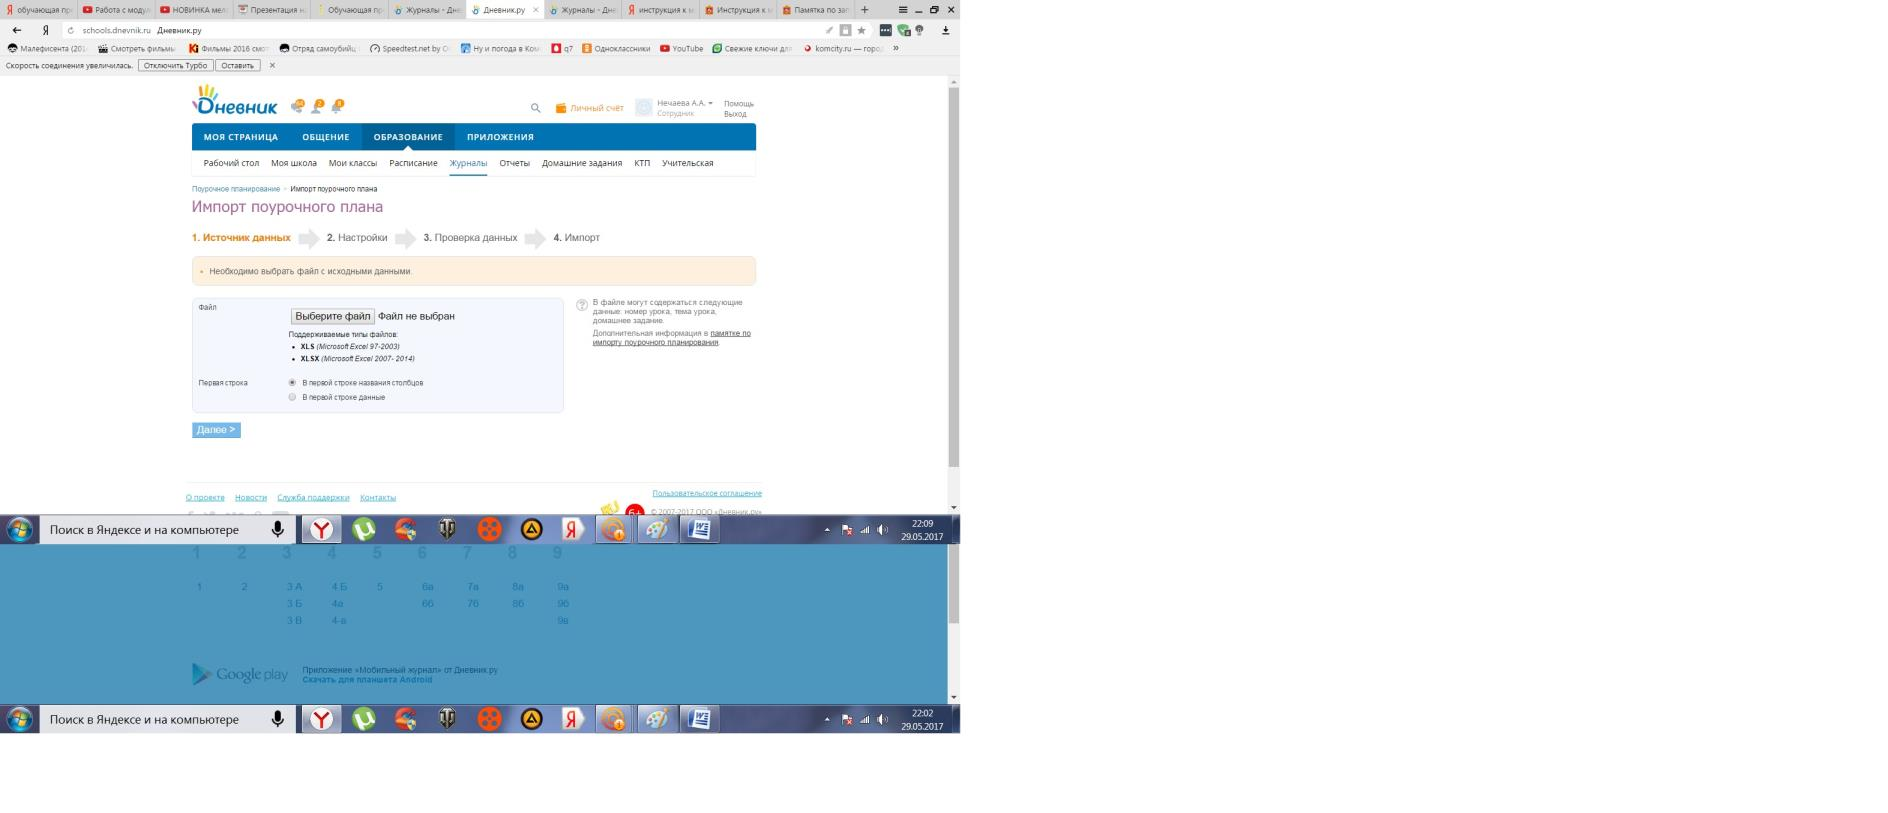 обучающая пре
Работа с модул
НОВИНКА мел
Презентация н
Обучающая пр
Журналы - Дне
Дневник.ру
Журналы - Дне
инструкция к м
Инструкция к м
Памятка по зап
schools.dnevnik.ru Дневник.ру
Малефисента (201
Смотреть фильмы
Фильмы 2016 смот
Отряд самоубийц
Speedtest.net by O
Ну и погода в Ком
q7
Одноклассники
YouTube
Свежие ключи для
komcity.ru — город
»
Скорость соединения увеличилась. Отключить Турбо Оставить
Дневник
Личный счёт
Нечаева А.А.
Сотрудник
Помощь
Выход
МОЯ СТРАНИЦА ОБЩЕНИЕ ОБРАЗОВАНИЕ ПРИЛОЖЕНИЯ
Рабочий стол Моя школа Мои классы Расписание Журналы Отчеты Домашние задания КТП Учительская
Поурочное планирование > Импорт поурочного плана
Импорт поурочного плана
1. Источник данных 2. Настройки 3. Проверка данных 4. Импорт
Необходимо выбрать файл с исходными данными.
Файл
Выберите файл Файл не выбран
Поддерживаемые типы файлов:
XLS (Microsoft Excel 97-2003)
XLSX (Microsoft Excel 2007- 2014)
Первая строка
В первой строке названия столбцов
В первой строке данные
В файле могут содержаться следующие
данные: номер урока, тема урока,
домашнее задание.
Дополнительная информация в памятке по
импорту поурочного планирования.
Далее >
О проекте Новости Служба поддержки Контакты
Пользовательское соглашение
6+
© 2007-2017 ООО «Дневник.ру»
Поиск в Яндексе и на компьютере
22:09
29.05.2017
1 2 3 4 5 6 7 8 9
1 2 3 А 4 Б 5 6а 7а 8а 9а
3 Б 4а 6б 7б 8б 9б
3 В 4-в 9в
Google play
Приложение «Мобильный журнал» от Дневник.ру
Скачать для планшета Android
Поиск в Яндексе и на компьютере
22:02
29.05.2017